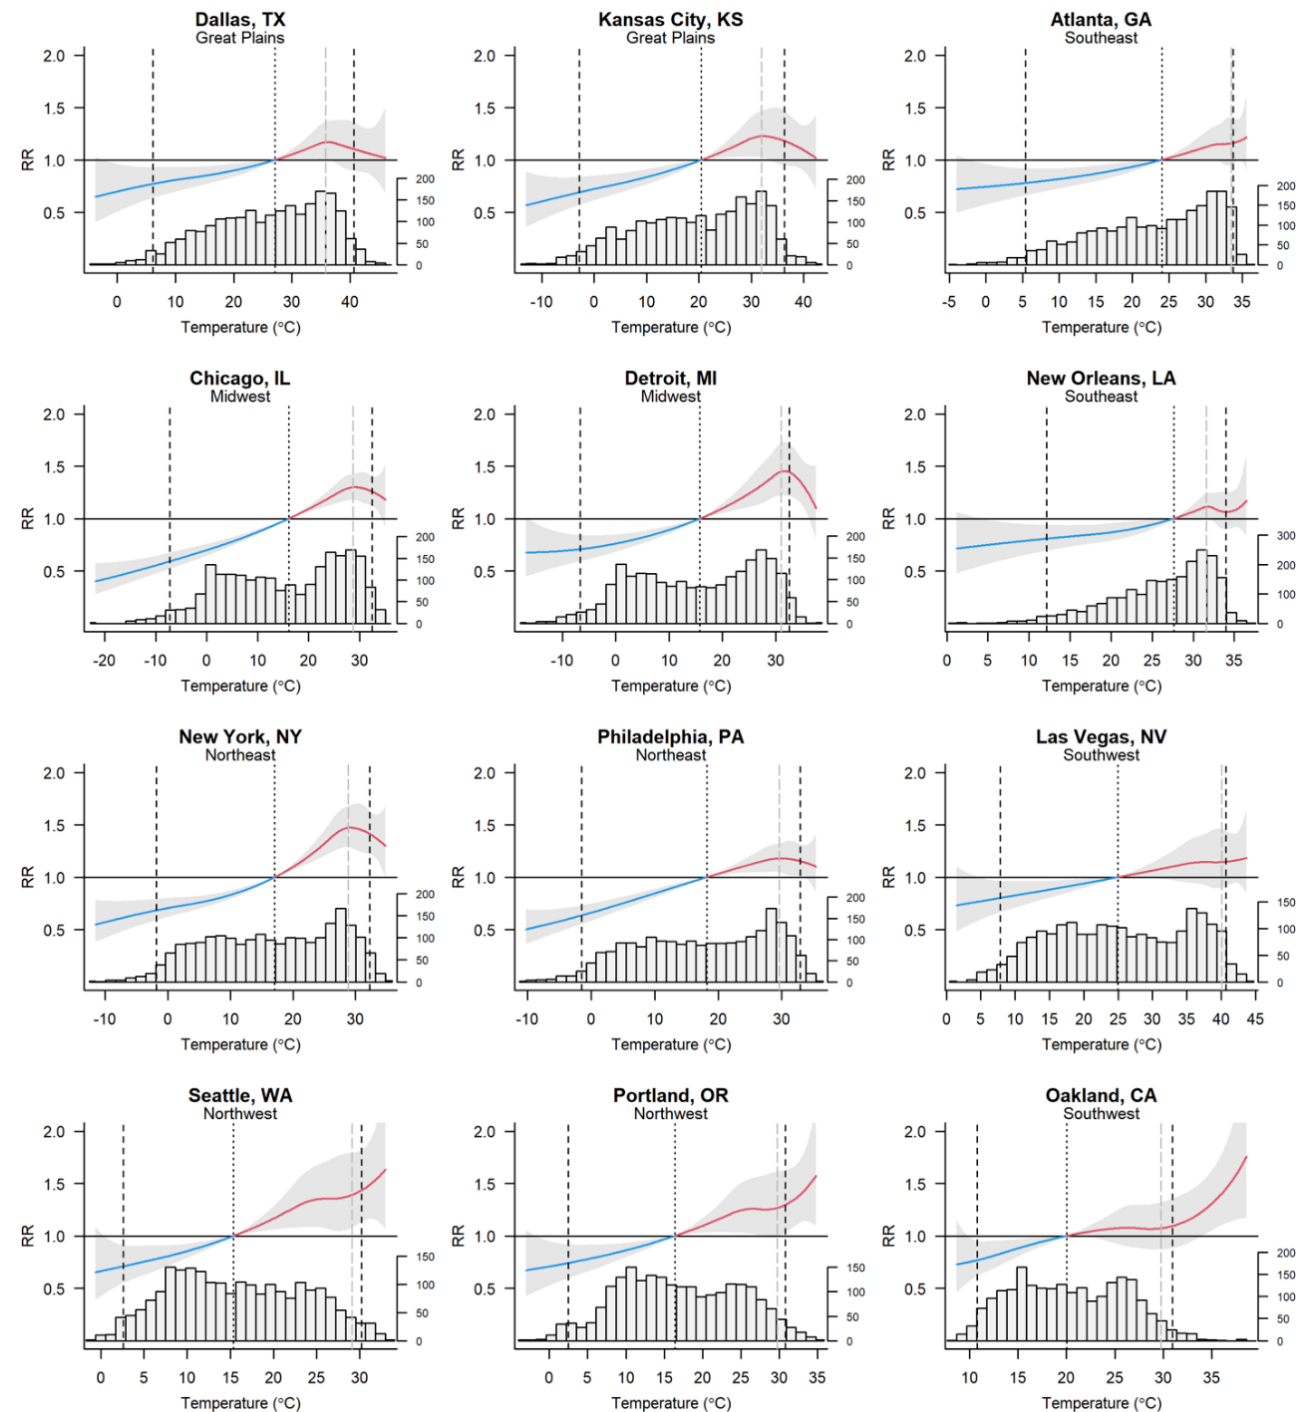 Dallas, TX
Great Plains
2.0
1.5
1.0
0.5
RR
200
150
100
50
0
0 10 20 30 40
Temperature (°C)
Kansas City, KS
Great Plains
2.0
1.5
1.0
0.5
RR
200
150
100
50
0
-10 0 10 20 30 40
Temperature (°C)
Atlanta, GA
Southeast
2.0
1.5
1.0
0.5
RR
200
150
100
50
0
-5 0 5 10 15 20 25 30 35
Temperature (°C)
Chicago, IL
Midwest
2.0
1.5
1.0
0.5
RR
200
150
100
50
0
-20 -10 0 10 20 30
Temperature (°C)
Detroit, MI
Midwest
2.0
1.5
1.0
0.5
RR
200
150
100
50
0
-10 0 10 20 30
Temperature (°C)
New Orleans, LA
Southeast
2.0
1.5
1.0
0.5
RR
300
200
100
0
0 5 10 15 20 25 30 35
Temperature (°C)
New York, NY
Northeast
2.0
1.5
1.0
0.5
RR
200
150
100
50
0
-10 0 10 20 30
Temperature (°C)
Philadelphia, PA
Northeast
2.0
1.5
1.0
0.5
RR
200
150
100
50
0
-10 0 10 20 30
Temperature (°C)
Las Vegas, NV
Southwest
2.0
1.5
1.0
0.5
RR
150
100
50
0
0 5 10 15 20 25 30 35 40 45
Temperature (°C)
Seattle, WA
Northwest
2.0
1.5
1.0
0.5
RR
150
100
50
0
0 5 10 15 20 25 30
Temperature (°C)
Portland, OR
Northwest
2.0
1.5
1.0
0.5
RR
150
100
50
0
0 5 10 15 20 25 30 35
Temperature (°C)
Oakland, CA
Southwest
2.0
1.5
1.0
0.5
RR
200
150
100
50
0
10 15 20 25 30 35
Temperature (°C)